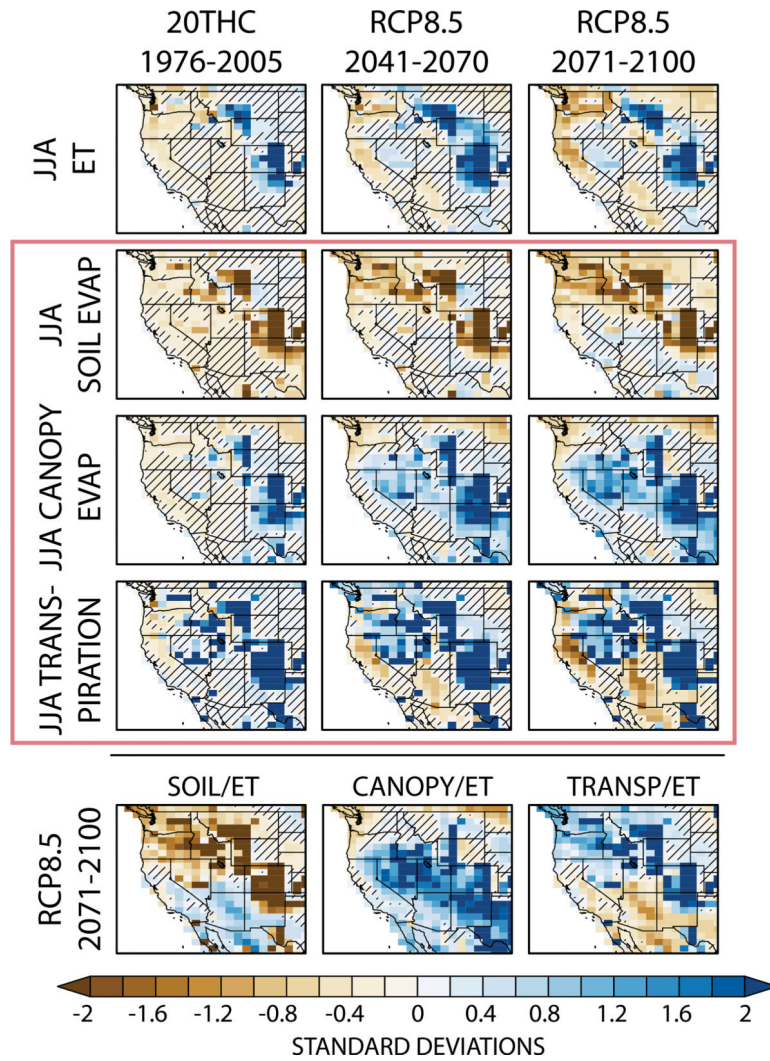 20THC
1976-2005
RCP8.5
2041-2070
RCP8.5
2071-2100
JJA
ET
JJA
SOIL EVAP
JJA CANOPY
EVAP
JJA TRANS-
PIRATION
SOIL/ET
CANOPY/ET
TRANSP/ET
RCP8.5
2071-2100
-2 -1.6 -1.2 -0.8 -0.4 0 0.4 0.8 1.2 1.6 2
STANDARD DEVIATIONS